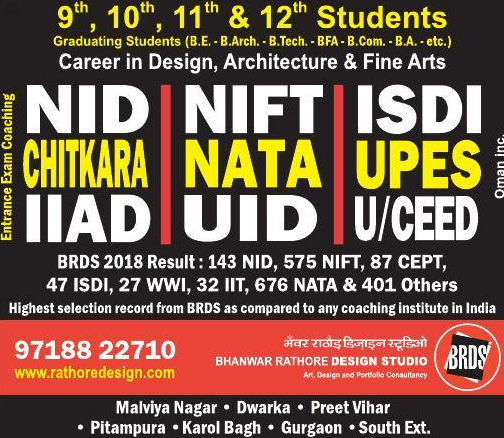 9th, 10th, 11th & 12th Students
Graduating Students (B.E. - B.Arch. - B.Tech. - BFA - B.Com. - B.A. - etc.)
Career in Design, Architecture & Fine Arts
Entrance Exam Coaching
NID | NIFT | ISDI
CHITKARA | NATA | UPES
IIAD | UID | U/CEED
Oman inc.
BRDS 2018 Result : 143 NID, 575 NIFT, 87 CEPT,
47 ISDI, 27 WWI, 32 IIT, 676 NATA & 401 Others
Highest selection record from BRDS as compared to any coaching institute in India
97188 22710
www.rathoredesign.com
भँवर राठौड़ डिज़ाइन स्टूडिओ
BHANWAR RATHORE DESIGN STUDIO
Art, Design and Portfolio Consultancy
BRDS
Malviya Nagar • Dwarka • Preet Vihar
• Pitampura • Karol Bagh • Gurgaon • South Ext.